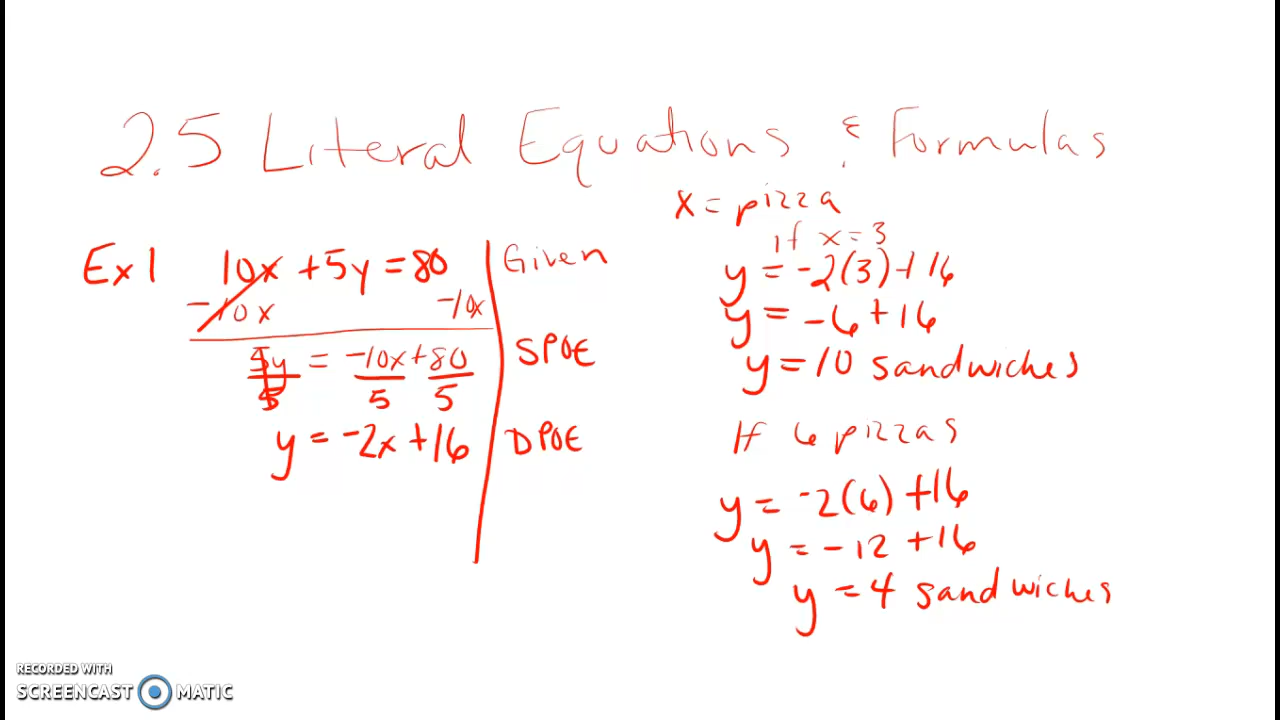 2.5 Literal Equations & Formulas
Ex 1 10x + 5y = 80 Given
-10x -10x
5y = -10x + 80 SPOE
5 5 5
y = -2x + 16 DPOE
x = pizza
if x = 3
y = -2(3) + 16
y = -6 + 16
y = 10 sandwiches
If 6 pizzas
y = -2(6) + 16
y = -12 + 16
y = 4 sandwiches
RECORDED WITH
SCREENCAST MATIC